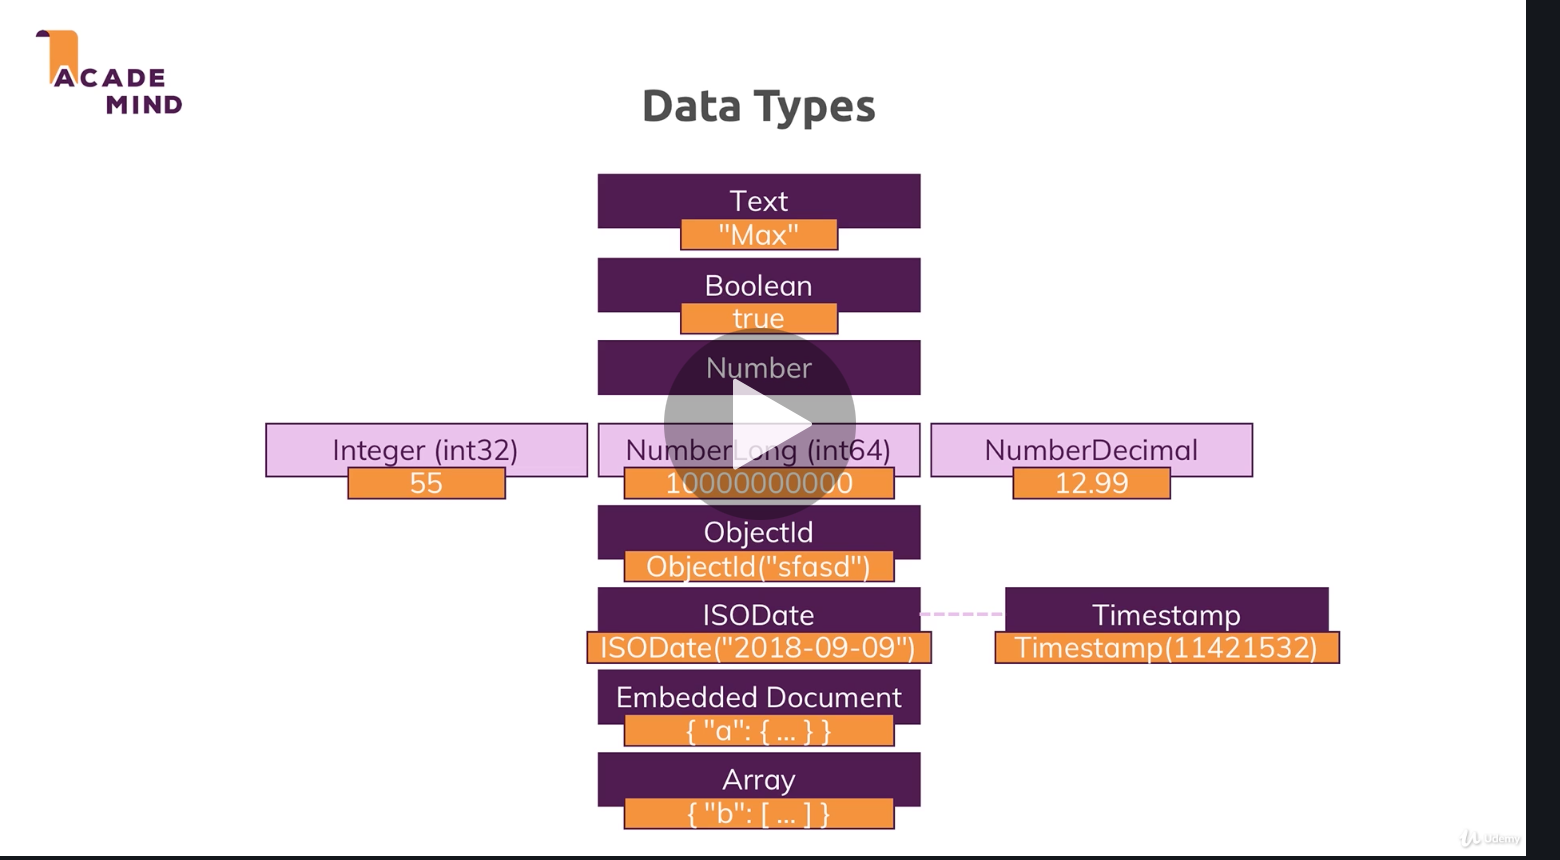 ACADE
MIND
Data Types
Text
"Max"
Boolean
true
Number
Integer (int32)
55
NumberLong (int64)
10000000000
NumberDecimal
12.99
ObjectId
ObjectId("sfasd")
ISODate
ISODate("2018-09-09")
Timestamp
Timestamp(11421532)
Embedded Document
{ "a": { ... } }
Array
{ "b": [ ... ] }
Udemy